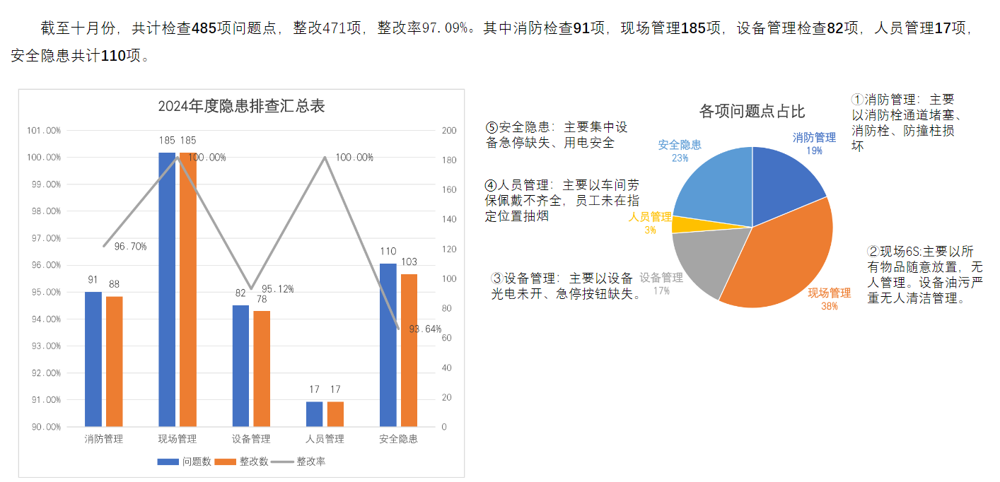 截至十月份，共计检查485项问题点，整改471项，整改率97.09%。其中消防检查91项，现场管理185项，设备管理检查82项，人员管理17项，
安全隐患共计110项。
2024年度隐患排查汇总表
101.00%
100.00%
99.00%
98.00%
97.00%
96.00%
95.00%
94.00%
93.00%
92.00%
91.00%
90.00%
200
180
160
140
120
100
80
60
40
20
0
91
88
185
185
82
78
17
17
110
103
96.70%
100.00%
95.12%
100.00%
93.64%
消防管理
现场管理
设备管理
人员管理
安全隐患
问题数
整改数
整改率
各项问题点占比
消防管理
19%
现场管理
38%
设备管理
17%
人员管理
3%
安全隐患
23%
①消防管理：主要
以消防栓通道堵塞、
消防栓、防撞柱损
坏
②现场6S:主要以所
有物品随意放置，无
人管理。设备油污严
重无人清洁管理。
③设备管理：主要以设备
光电未开、急停按钮缺失。
④人员管理：主要以车间劳
保佩戴不齐全，员工未在指
定位置抽烟
⑤安全隐患：主要集中设
备急停缺失、用电安全